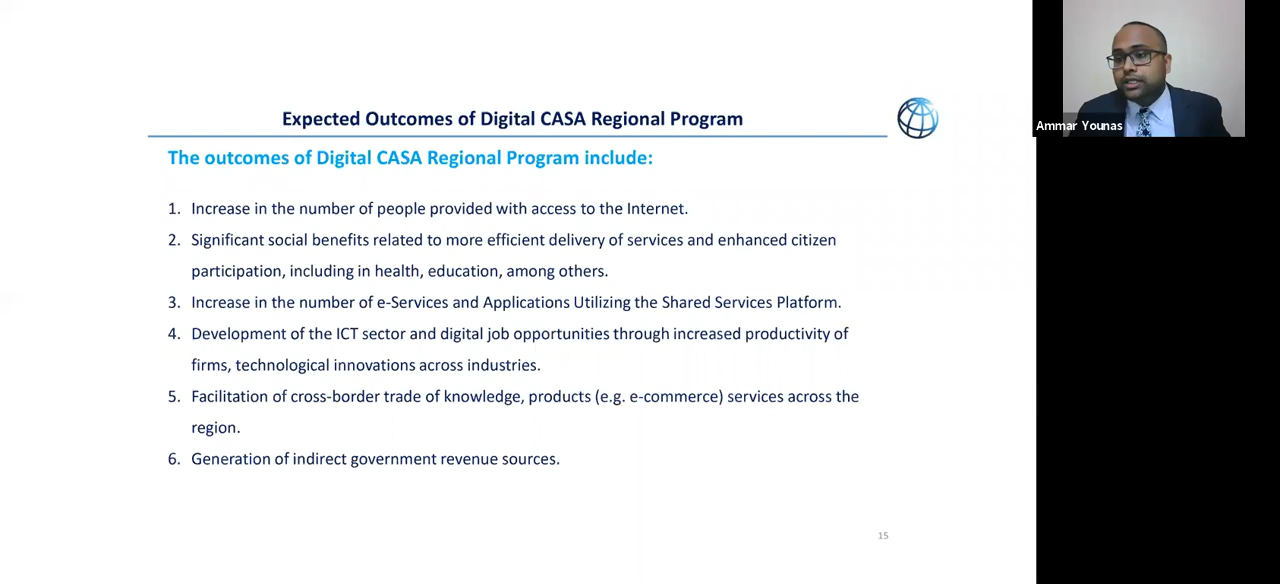 Expected Outcomes of Digital CASA Regional Program
The outcomes of Digital CASA Regional Program include:
1. Increase in the number of people provided with access to the Internet.
2. Significant social benefits related to more efficient delivery of services and enhanced citizen
participation, including in health, education, among others.
3. Increase in the number of e-Services and Applications Utilizing the Shared Services Platform.
4. Development of the ICT sector and digital job opportunities through increased productivity of
firms, technological innovations across industries.
5. Facilitation of cross-border trade of knowledge, products (e.g. e-commerce) services across the
region.
6. Generation of indirect government revenue sources.
15
Ammar Younas